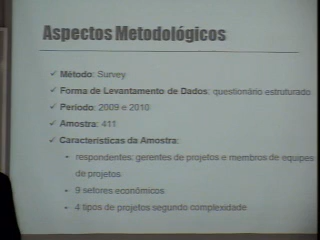 Aspectos Metodológicos
✓ Método: Survey
✓ Forma de Levantamento de Dados: questionário estruturado
✓ Período: 2009 e 2010
✓ Amostra: 411
✓ Características da Amostra:
• respondentes: gerentes de projetos e membros de equipes
de projetos
• 9 setores econômicos
• 4 tipos de projetos segundo complexidade